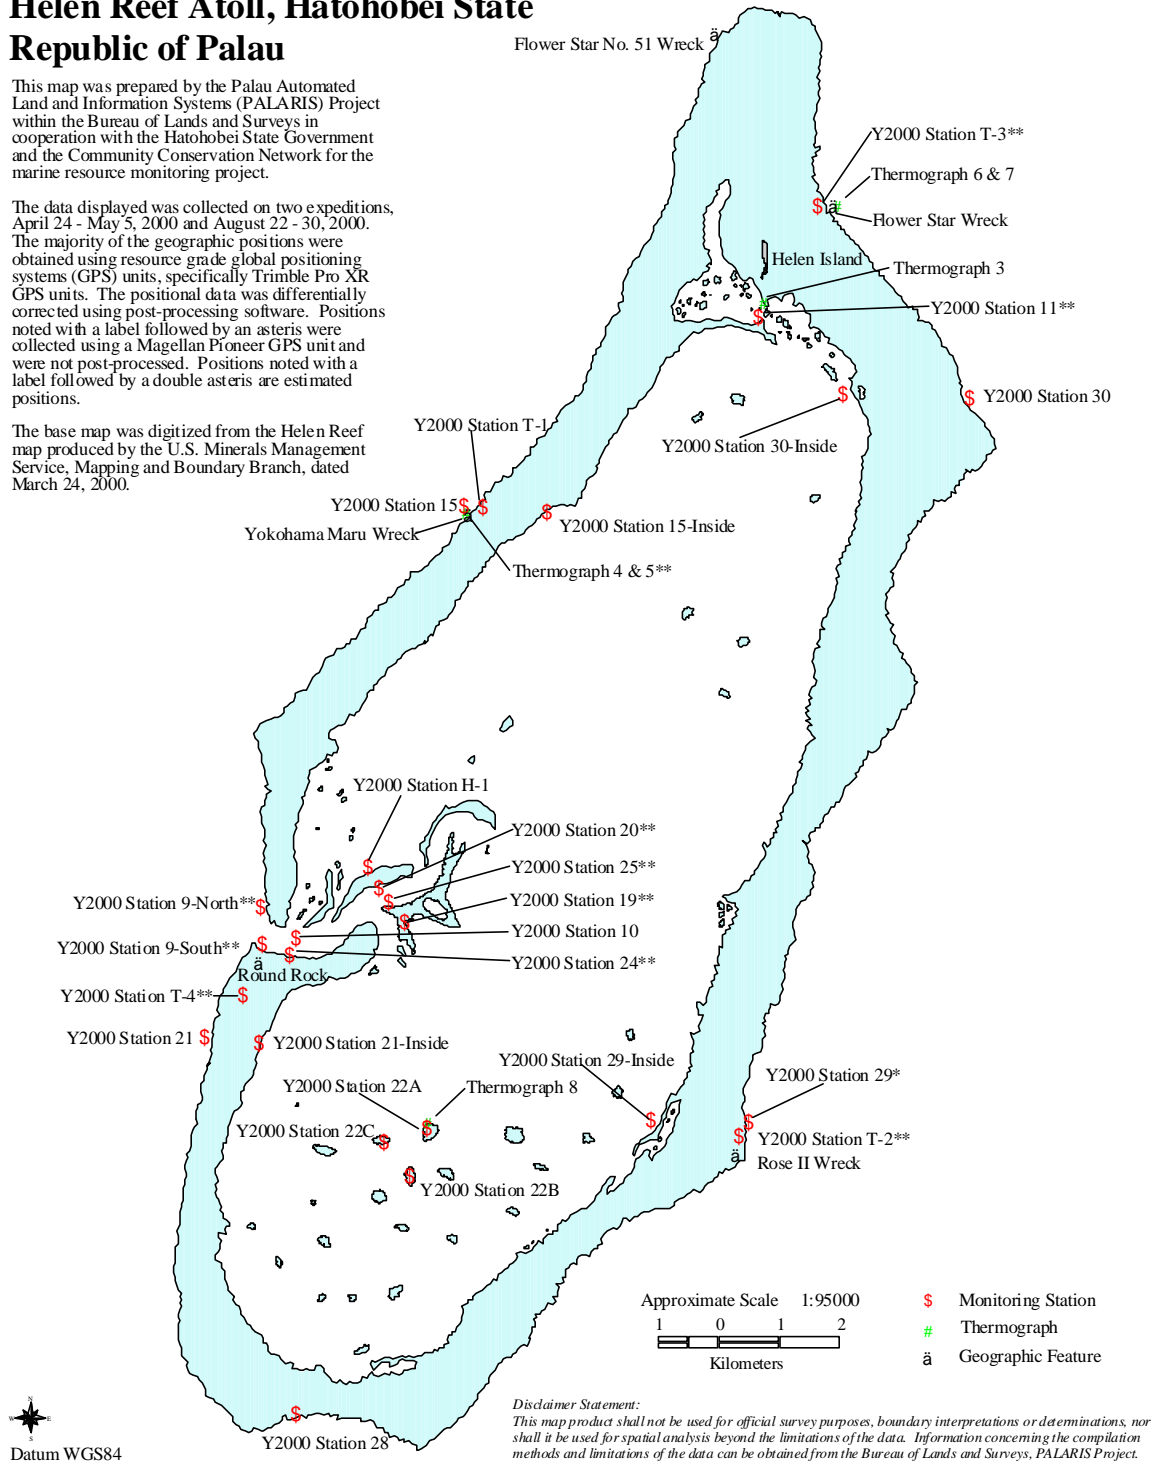 Helen Reef Atoll, Hatohobei State
Republic of Palau
This map was prepared by the Palau Automated
Land and Information Systems (PALARIS) Project
within the Bureau of Lands and Surveys in
cooperation with the Hatohobei State Government
and the Community Conservation Network for the
marine resource monitoring project.
The data displayed was collected on two expeditions,
April 24 - May 5, 2000 and August 22 - 30, 2000.
The majority of the geographic positions were
obtained using resource grade global positioning
systems (GPS) units, specifically Trimble Pro XR
GPS units. The positional data was differentially
corrected using post-processing software. Positions
noted with a label followed by an asteris were
collected using a Magellan Pioneer GPS unit and
were not post-processed. Positions noted with a
label followed by a double asteris are estimated
positions.
The base map was digitized from the Helen Reef
map produced by the U.S. Minerals Management
Service, Mapping and Boundary Branch, dated
March 24, 2000.
Flower Star No. 51 Wreck ä
Y2000 Station T-3**
Thermograph 6 & 7
$ ä #
Flower Star Wreck
Helen Island
Thermograph 3
#
Y2000 Station 11**
$
$ Y2000 Station 30
$
Y2000 Station 30-Inside
Y2000 Station T-1
Y2000 Station 15 $ $
$ Y2000 Station 15-Inside
Yokohama Maru Wreck
Thermograph 4 & 5**
Y2000 Station H-1
$
Y2000 Station 20**
$
Y2000 Station 25**
$
Y2000 Station 19**
$
Y2000 Station 9-North** $
Y2000 Station 10
$
Y2000 Station 9-South** $
Y2000 Station 24**
$
ä
Round Rock
Y2000 Station T-4** $
Y2000 Station 21 $
$ Y2000 Station 21-Inside
Y2000 Station 29-Inside
$
Y2000 Station 29*
$
Y2000 Station 22A
Thermograph 8
# $
Y2000 Station 22C $
$ Y2000 Station T-2**
ä Rose II Wreck
$ Y2000 Station 22B
Approximate Scale 1:95000
1 0 1 2
Kilometers
$ Monitoring Station
# Thermograph
ä Geographic Feature
$
Y2000 Station 28
N
W E
S
Datum WGS84
Disclaimer Statement:
This map product shall not be used for official survey purposes, boundary interpretations or determinations, nor
shall it be used for spatial analysis beyond the limitations of the data. Information concerning the compilation
methods and limitations of the data can be obtained from the Bureau of Lands and Surveys, PALARIS Project.